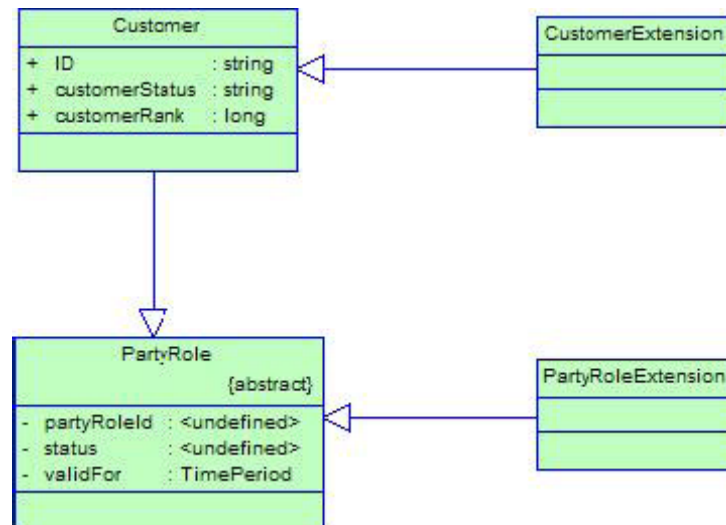 Customer
+ ID : string
+ customerStatus : string
+ customerRank : long
CustomerExtension
PartyRole
{abstract}
- partyRoleId : <undefined>
- status : <undefined>
- validFor : TimePeriod
PartyRoleExtension